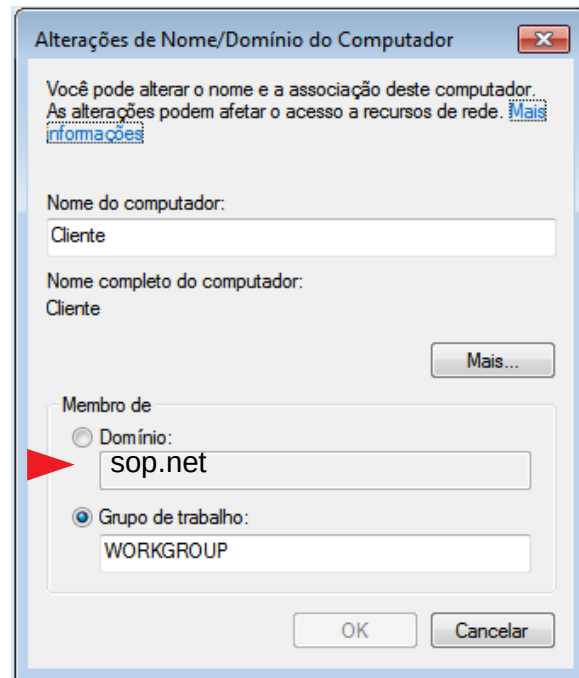 Alterações de Nome/Domínio do Computador
Você pode alterar o nome e a associação deste computador.
As alterações podem afetar o acesso a recursos de rede. Mais
informações
Nome do computador:
Cliente
Nome completo do computador:
Cliente
Mais...
Membro de
Domínio:
sop.net
Grupo de trabalho:
WORKGROUP
OK
Cancelar